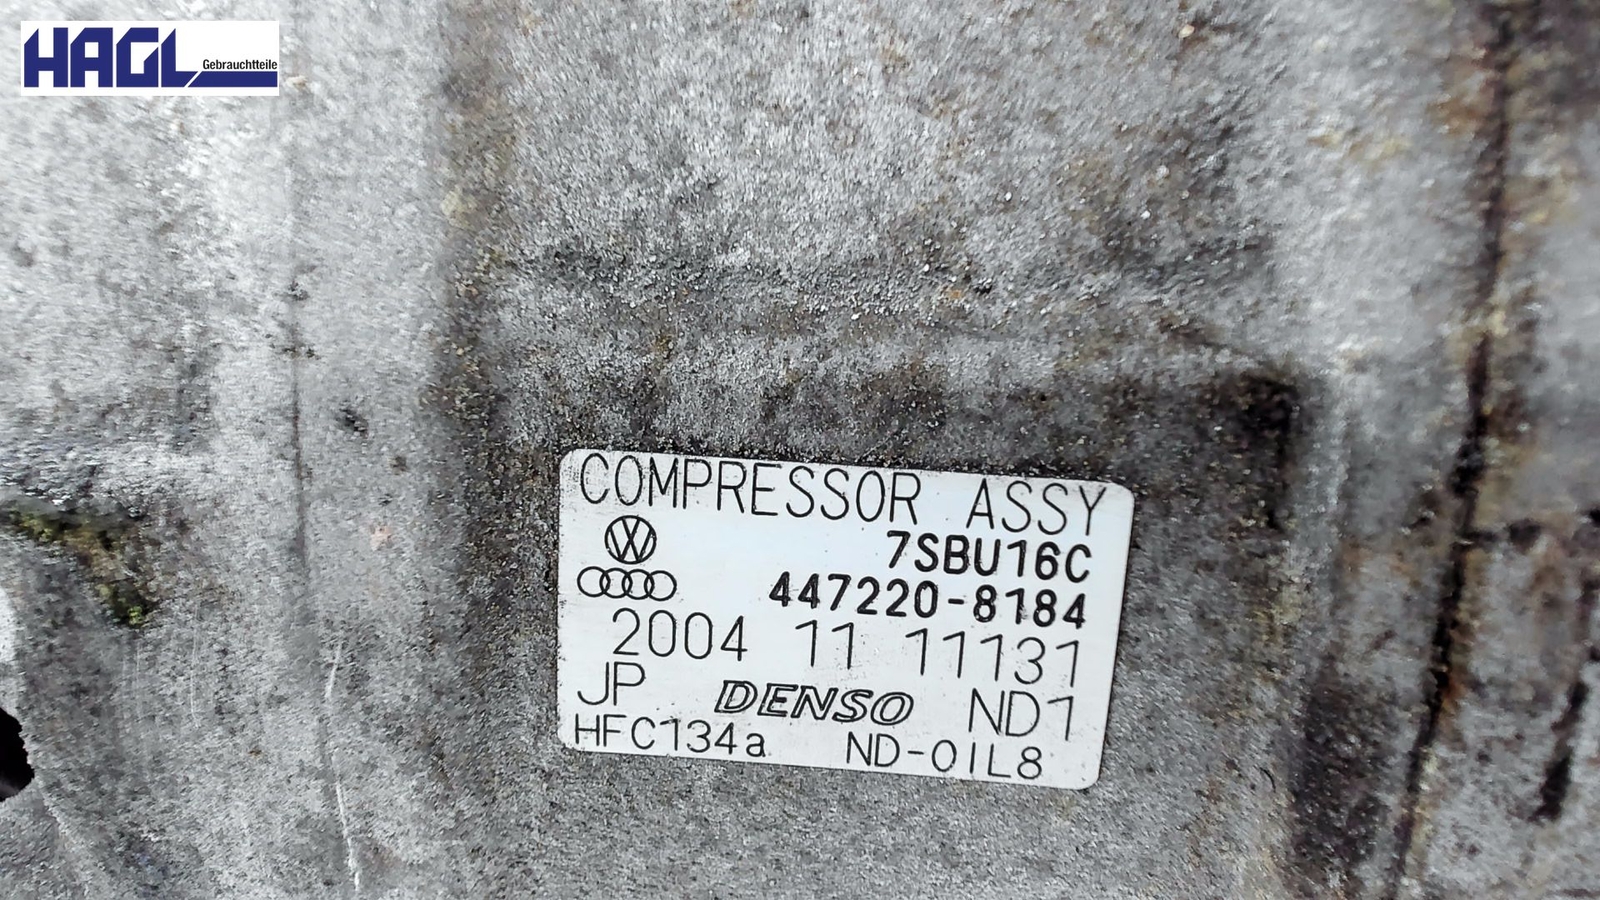 HAGL
Gebrauchtteile
COMPRESSOR ASSY
7SBU16C
447220-8184
2004 11 11131
JP DENSO ND1
HFC134a ND-OIL8